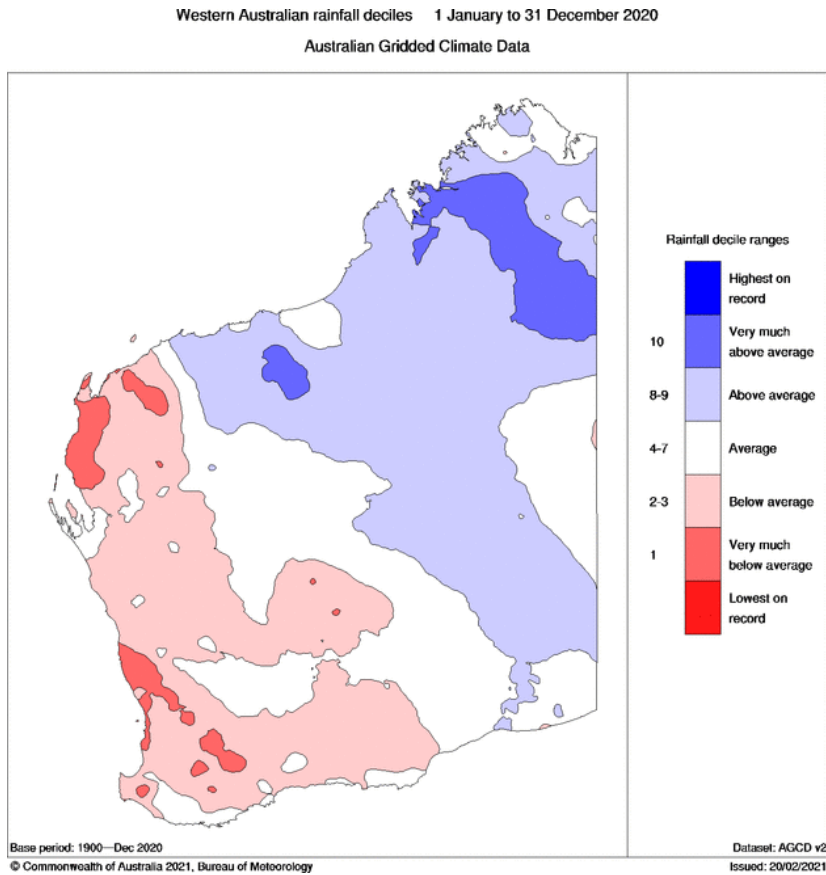 Western Australian rainfall deciles 1 January to 31 December 2020
Australian Gridded Climate Data
Rainfall decile ranges
Highest on
record
10 Very much
above average
8-9 Above average
4-7 Average
2-3 Below average
1 Very much
below average
Lowest on
record
Base period: 1900—Dec 2020 Dataset: AGCD v2
© Commonwealth of Australia 2021, Bureau of Meteorology Issued: 20/02/2021